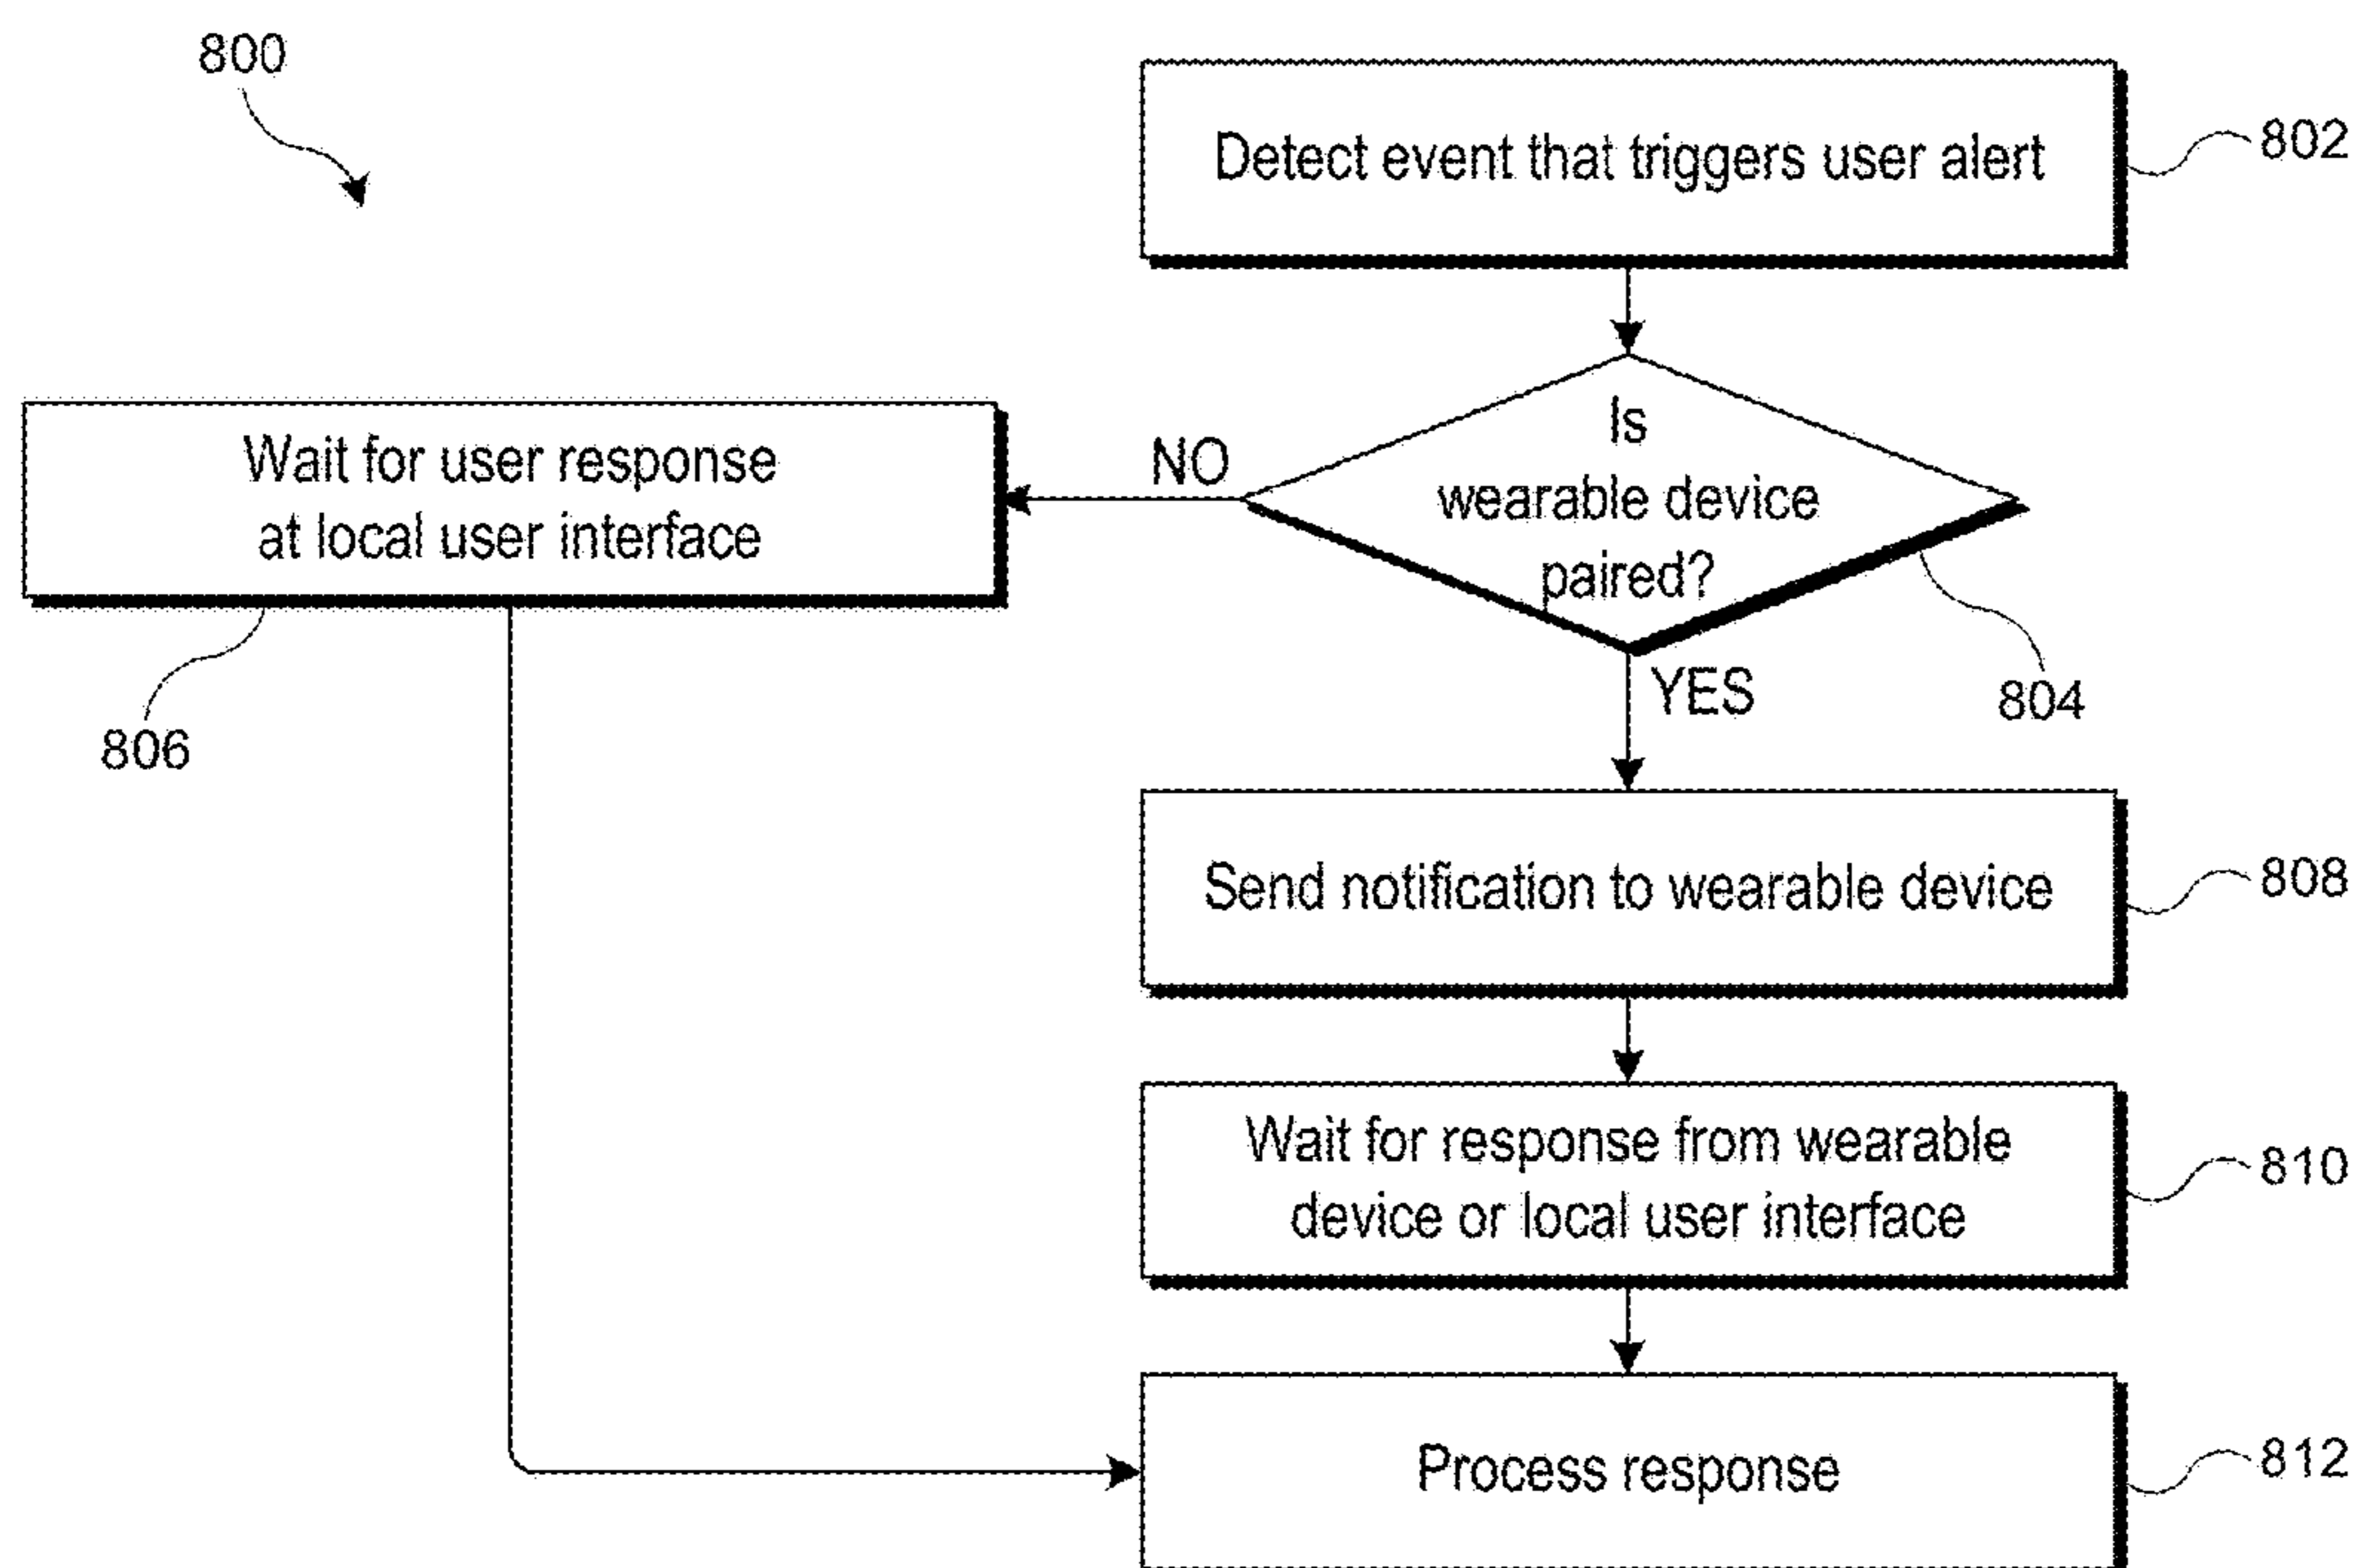 800
Detect event that triggers user alert
802
Is
wearable device
paired?
804
NO
Wait for user response
at local user interface
806
YES
Send notification to wearable device
808
Wait for response from wearable
device or local user interface
810
Process response
812